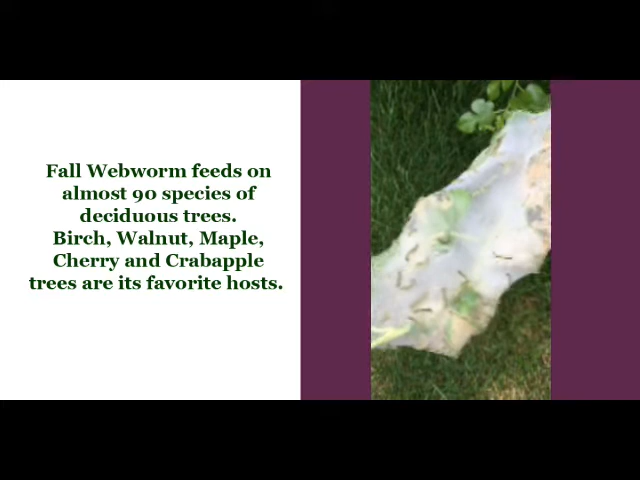 Fall Webworm feeds on
almost 90 species of
deciduous trees.
Birch, Walnut, Maple,
Cherry and Crabapple
trees are its favorite hosts.